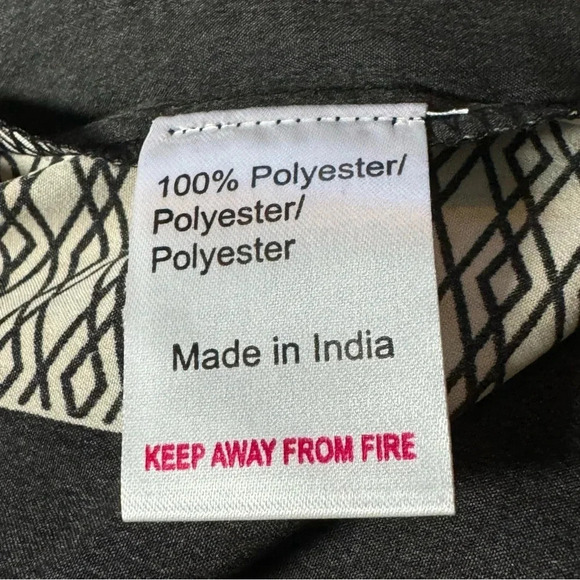 100% Polyester/
Polyester/
Polyester
Made in India
KEEP AWAY FROM FIRE